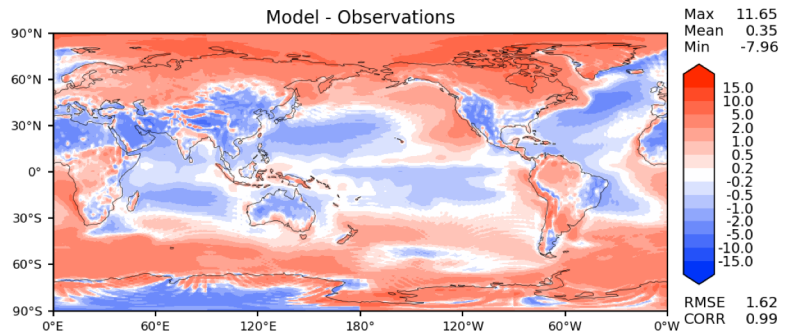 Model - Observations
Max 11.65
Mean 0.35
Min -7.96
90°N
60°N
30°N
0°
30°S
60°S
90°S
0°E 60°E 120°E 180° 120°W 60°W 0°W
15.0
10.0
5.0
2.0
1.0
0.5
0.2
-0.2
-0.5
-1.0
-2.0
-5.0
-10.0
-15.0
RMSE 1.62
CORR 0.99